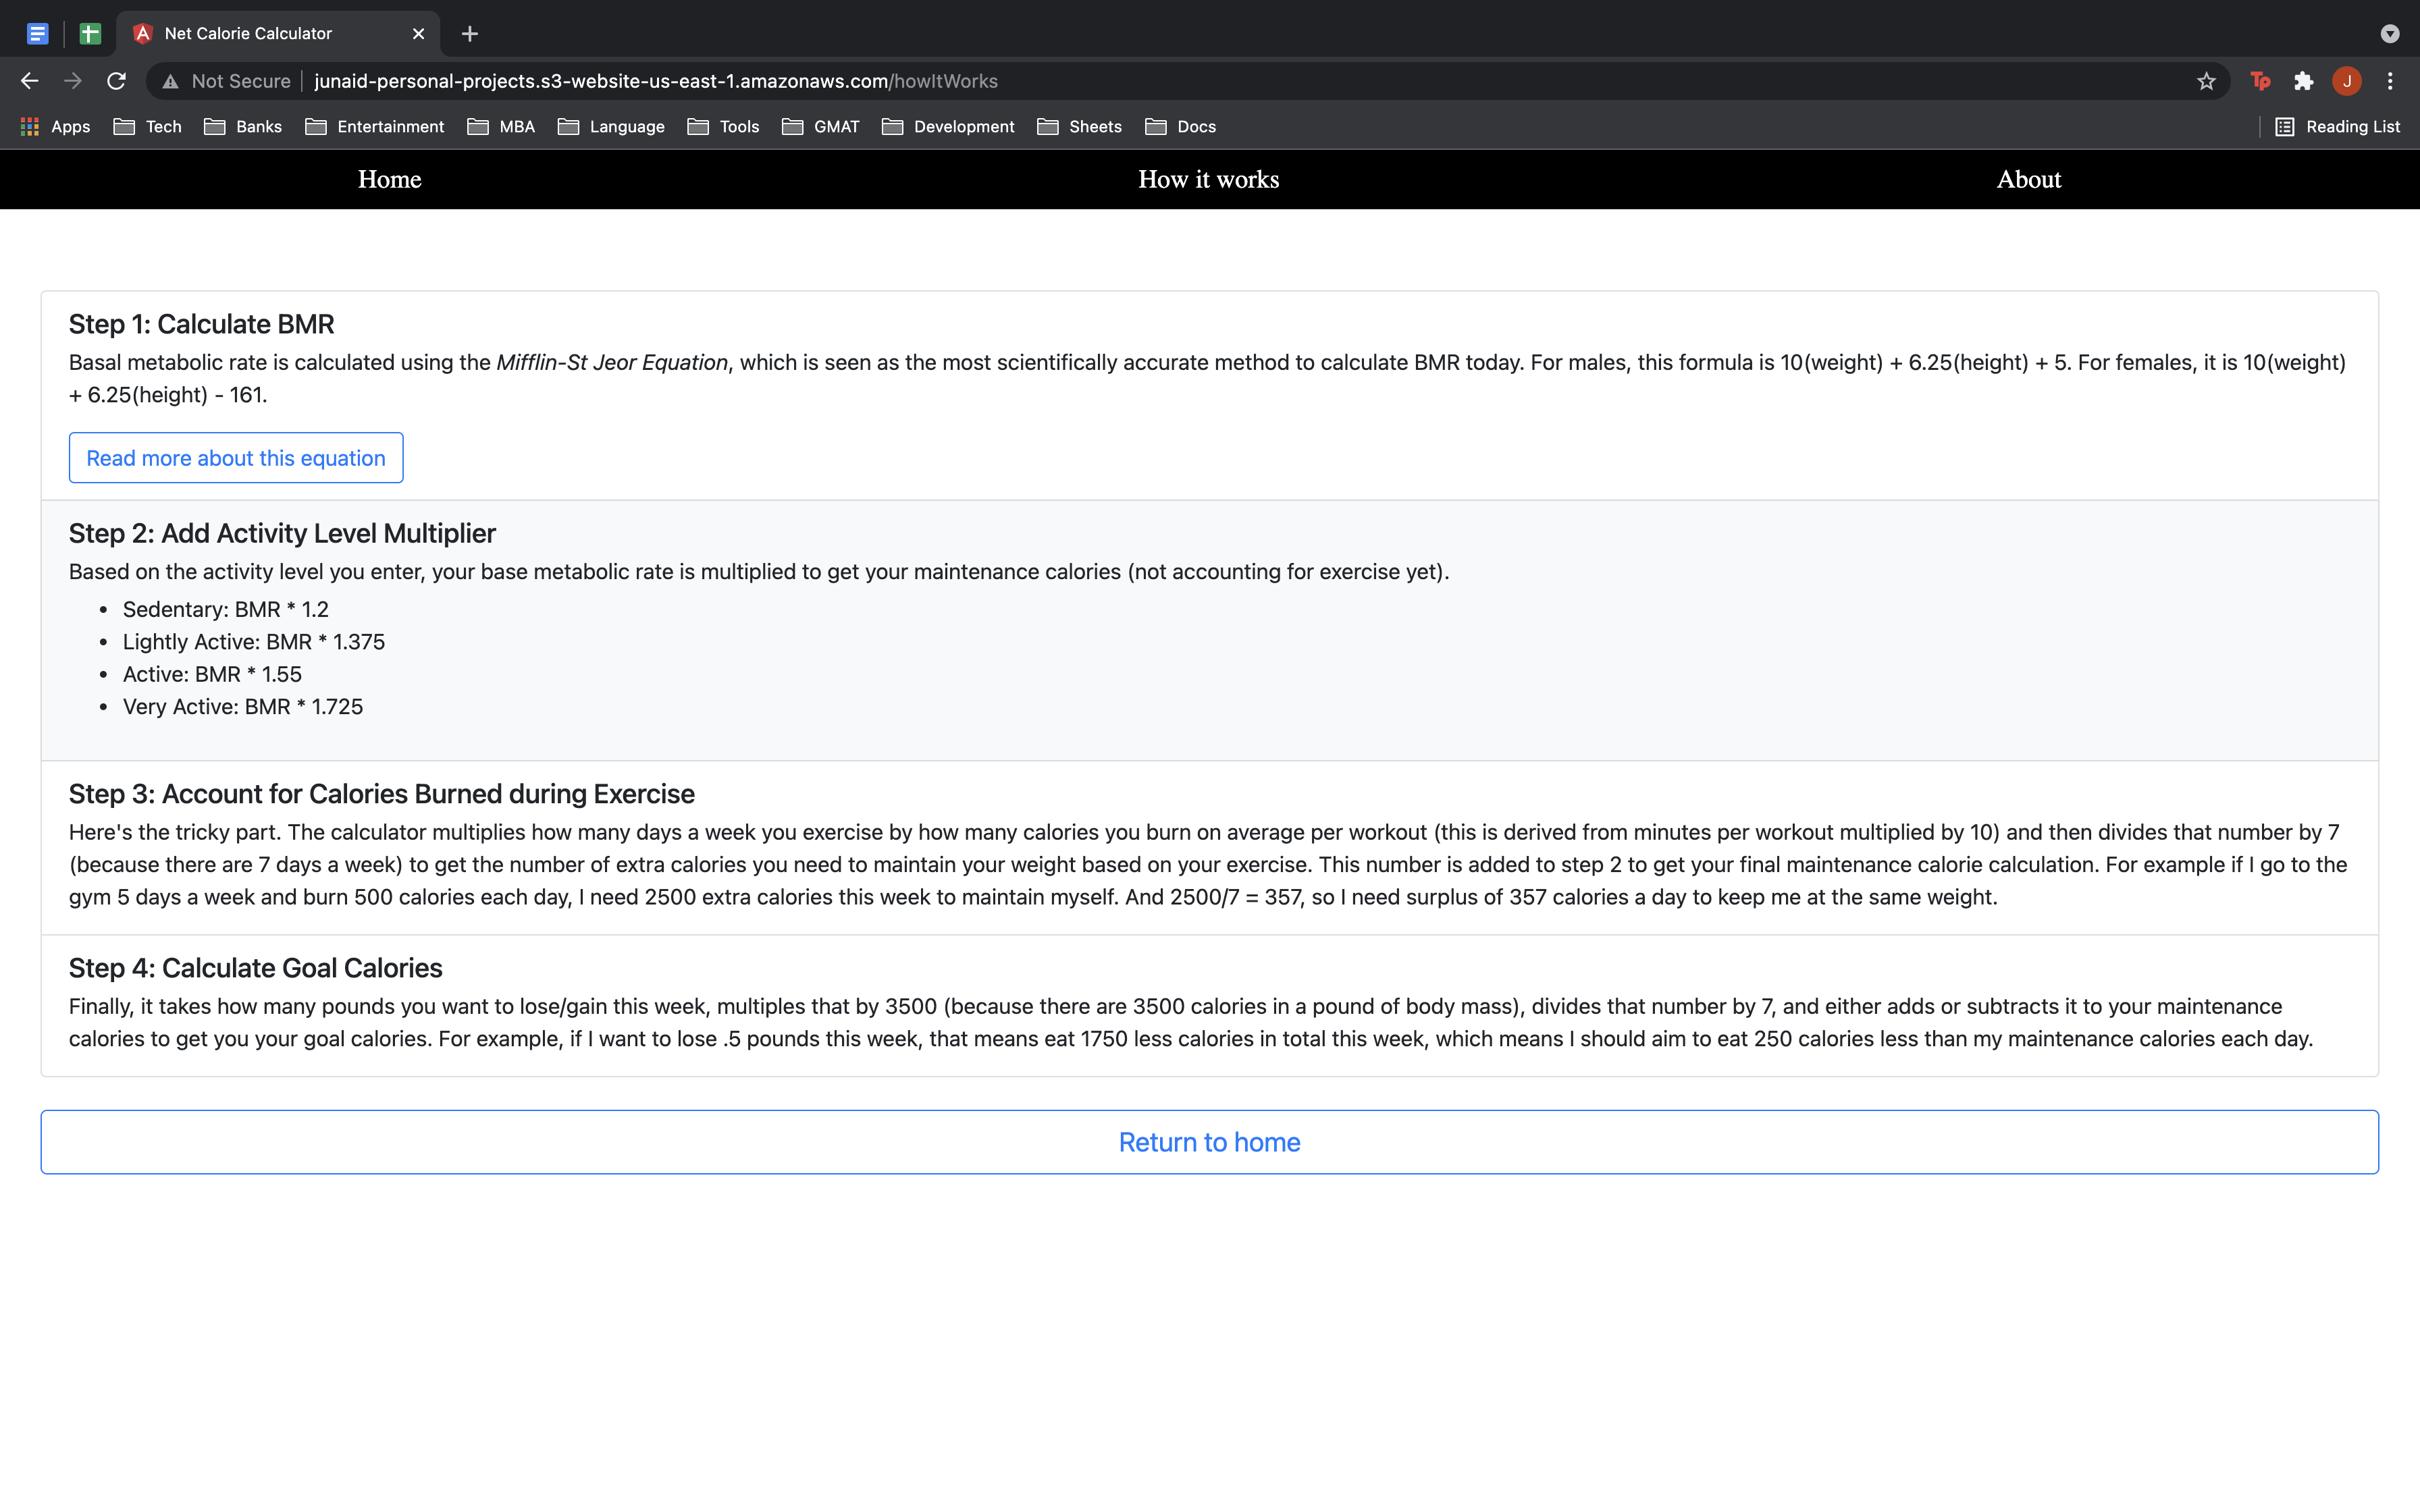 Net Calorie Calculator
Not Secure junaid-personal-projects.s3-website-us-east-1.amazonaws.com/howItWorks
Tp
J
Apps Tech Banks Entertainment MBA Language Tools GMAT Development Sheets Docs Reading List
Home How it works About
Step 1: Calculate BMR
Basal metabolic rate is calculated using the Mifflin-St Jeor Equation, which is seen as the most scientifically accurate method to calculate BMR today. For males, this formula is 10(weight) + 6.25(height) + 5. For females, it is 10(weight)
+ 6.25(height) - 161.
Read more about this equation
Step 2: Add Activity Level Multiplier
Based on the activity level you enter, your base metabolic rate is multiplied to get your maintenance calories (not accounting for exercise yet).
• Sedentary: BMR * 1.2
• Lightly Active: BMR * 1.375
• Active: BMR * 1.55
• Very Active: BMR * 1.725
Step 3: Account for Calories Burned during Exercise
Here's the tricky part. The calculator multiplies how many days a week you exercise by how many calories you burn on average per workout (this is derived from minutes per workout multiplied by 10) and then divides that number by 7
(because there are 7 days a week) to get the number of extra calories you need to maintain your weight based on your exercise. This number is added to step 2 to get your final maintenance calorie calculation. For example if I go to the
gym 5 days a week and burn 500 calories each day, I need 2500 extra calories this week to maintain myself. And 2500/7 = 357, so I need surplus of 357 calories a day to keep me at the same weight.
Step 4: Calculate Goal Calories
Finally, it takes how many pounds you want to lose/gain this week, multiples that by 3500 (because there are 3500 calories in a pound of body mass), divides that number by 7, and either adds or subtracts it to your maintenance
calories to get you your goal calories. For example, if I want to lose .5 pounds this week, that means eat 1750 less calories in total this week, which means I should aim to eat 250 calories less than my maintenance calories each day.
Return to home